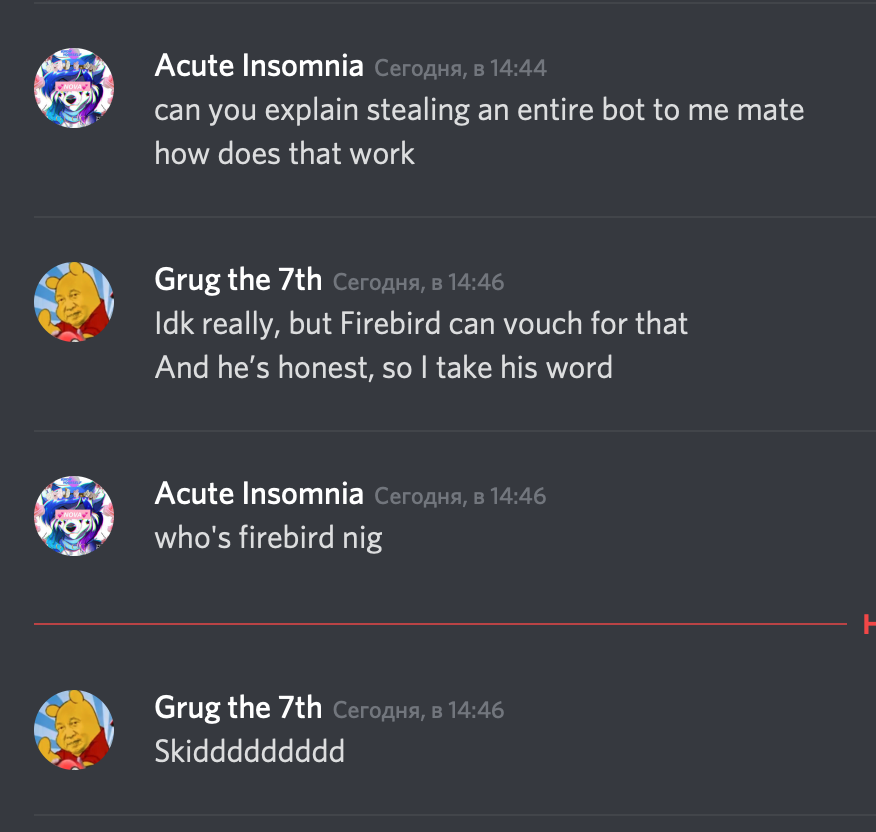 Acute Insomnia Сегодня, в 14:44
can you explain stealing an entire bot to me mate
how does that work
Grug the 7th Сегодня, в 14:46
Idk really, but Firebird can vouch for that
And he’s honest, so I take his word
Acute Insomnia Сегодня, в 14:46
who's firebird nig
Grug the 7th Сегодня, в 14:46
Skidddddddddd
NOVA